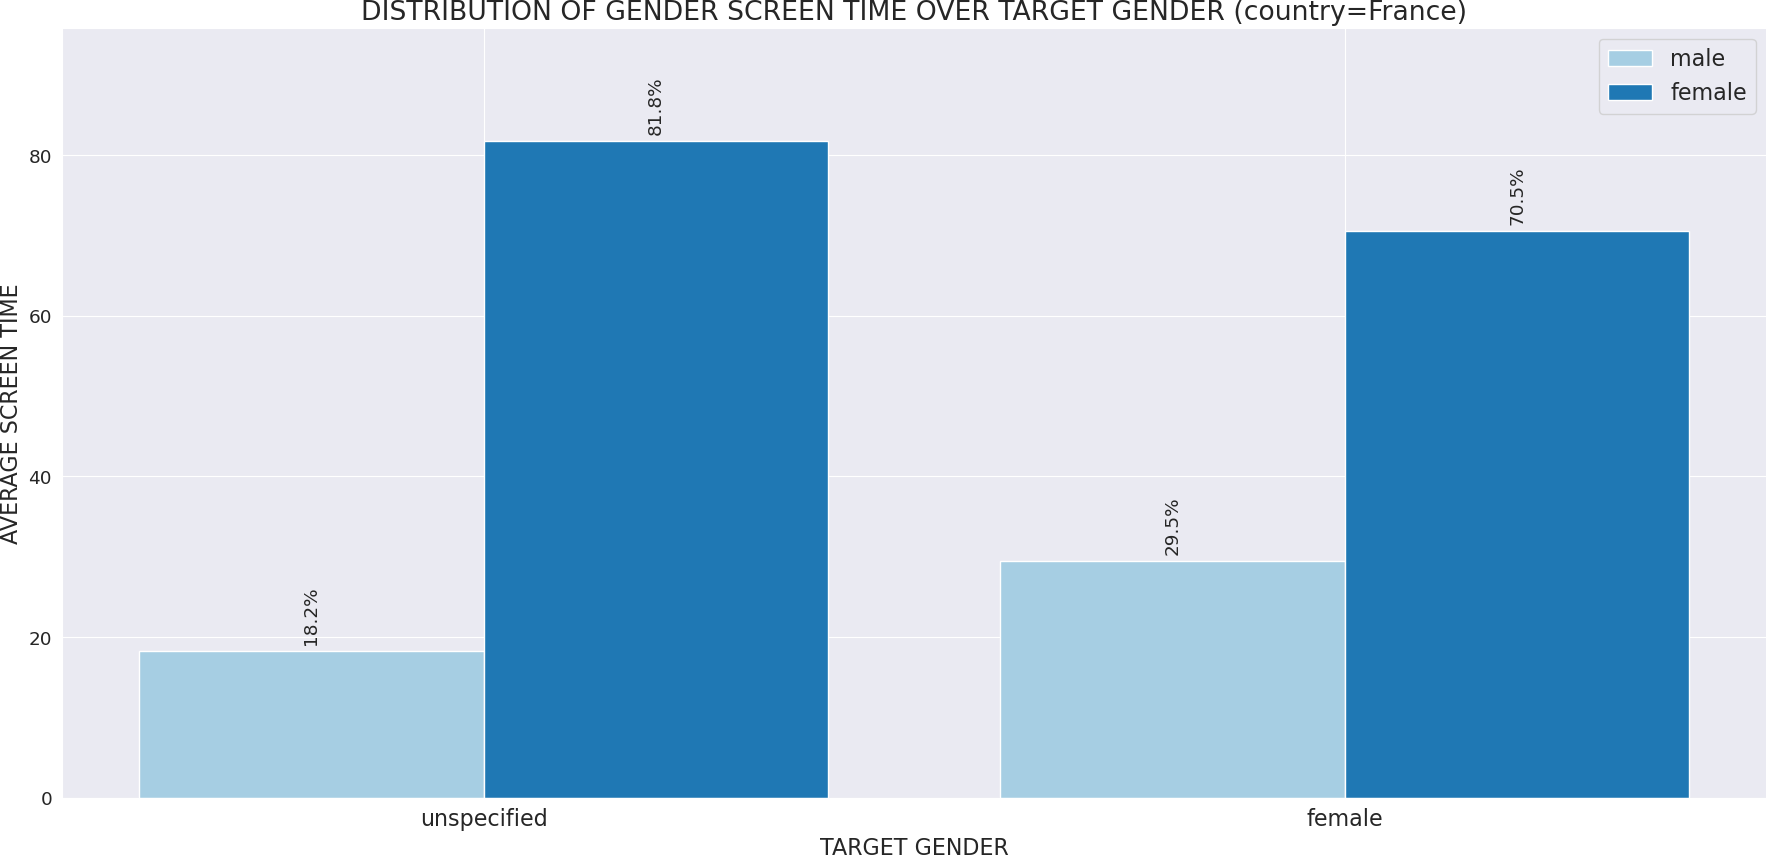 DISTRIBUTION OF GENDER SCREEN TIME OVER TARGET GENDER (country=France)
male
female
81.8%
80
70.5%
AVERAGE SCREEN TIME
60
40
29.5%
18.2%
20
0
unspecified
female
TARGET GENDER